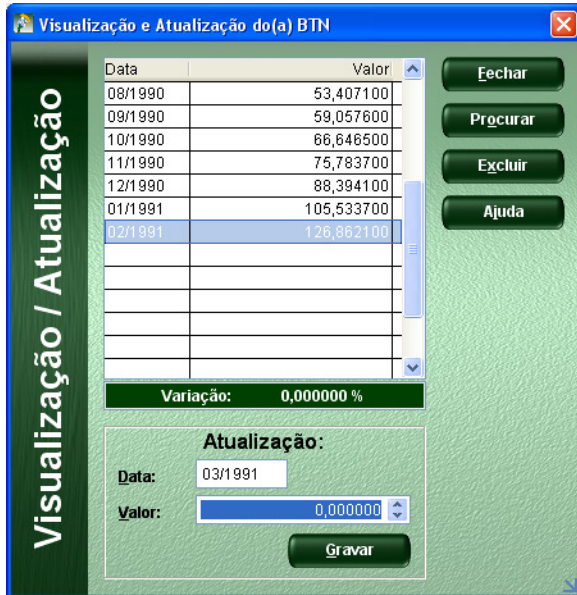 Visualização e Atualização do(a) BTN
Visualização / Atualização
Data Valor
08/1990 53,407100
09/1990 59,057600
10/1990 66,646500
11/1990 75,783700
12/1990 88,394100
01/1991 105,533700
02/1991 126,862100
Variação: 0,000000 %
Atualização:
Data: 03/1991
Valor: 0,000000
Gravar
Fechar
Procurar
Excluir
Ajuda